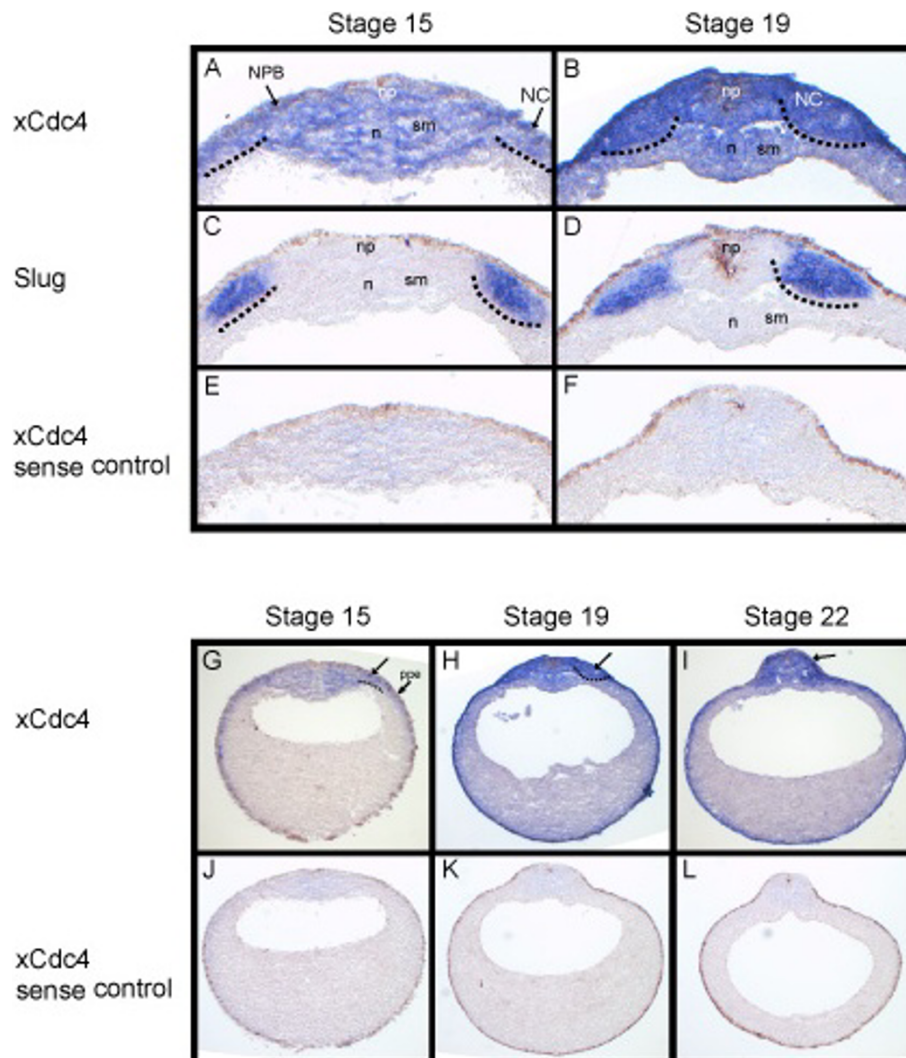 Stage 15 Stage 19
xCdc4
A NPB np NC n sm
B np NC n sm
Slug
C np n sm
D np n sm
xCdc4
sense control
E F
Stage 15 Stage 19 Stage 22
xCdc4
G ppe H I
xCdc4
sense control
J K L